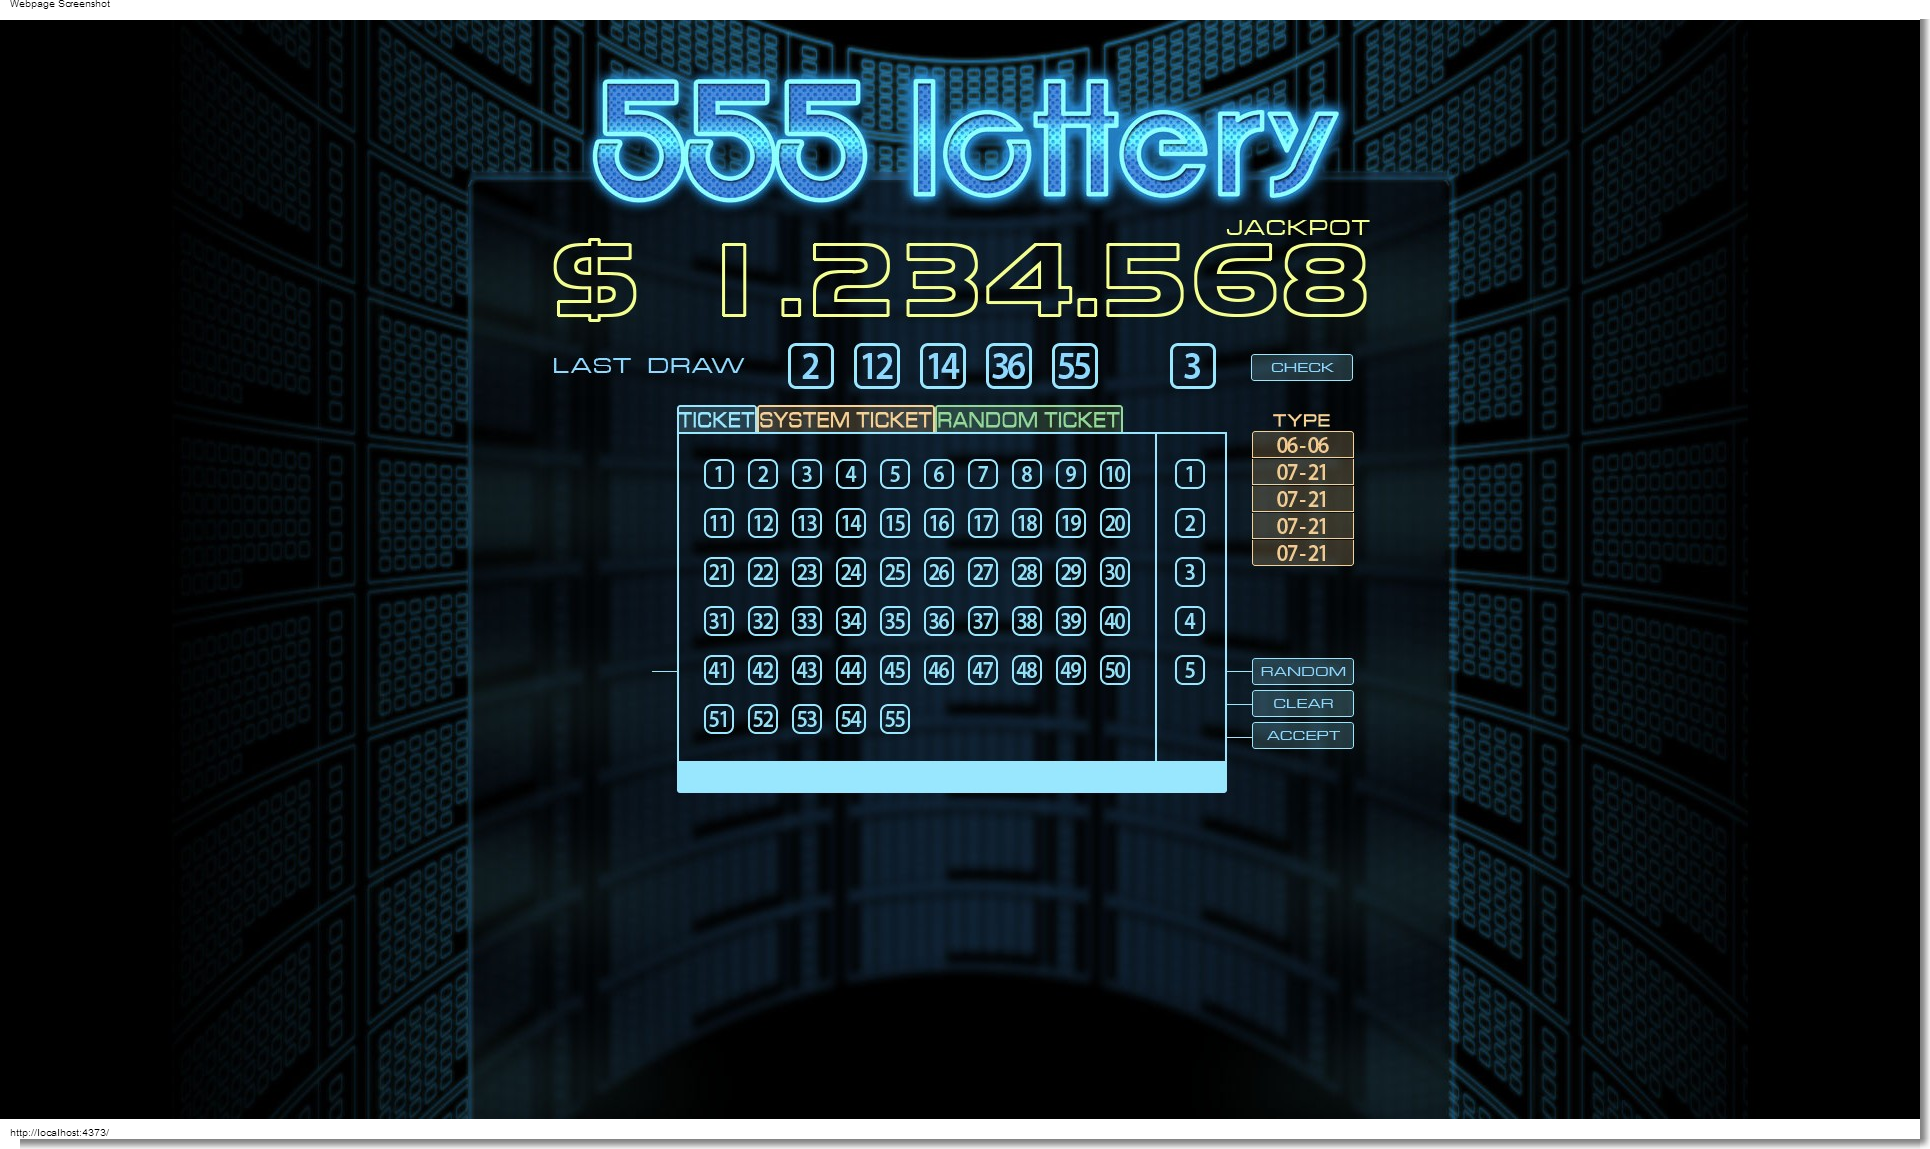 Webpage Screenshot
555 lottery
JACKPOT
$ 1.234.568
LAST DRAW 2 12 14 36 55 3 CHECK
TICKET SYSTEM TICKET RANDOM TICKET TYPE
06-06
1 2 3 4 5 6 7 8 9 10 1
07-21
07-21
11 12 13 14 15 16 17 18 19 20 2
07-21
07-21
21 22 23 24 25 26 27 28 29 30 3
31 32 33 34 35 36 37 38 39 40 4
41 42 43 44 45 46 47 48 49 50 5 RANDOM
CLEAR
51 52 53 54 55
ACCEPT
http://localhost:4373/